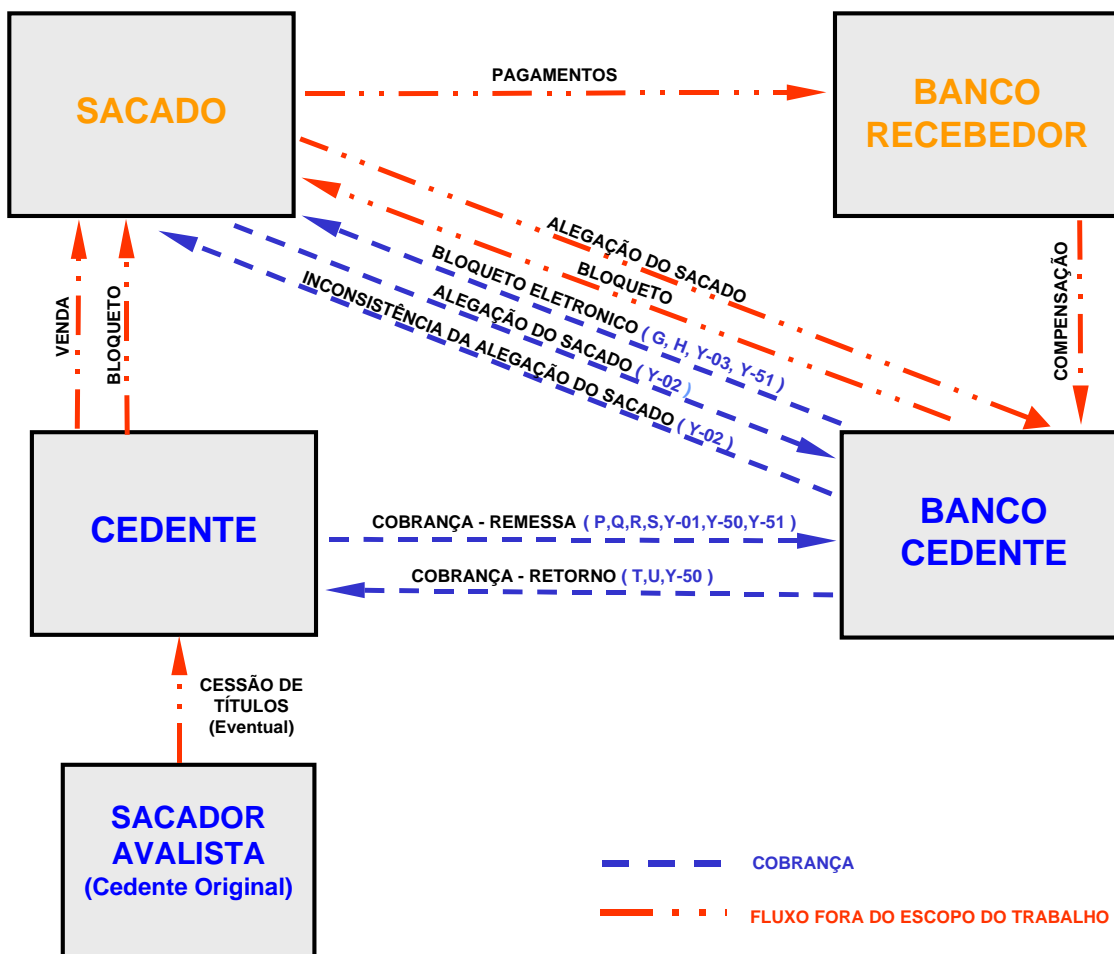 PAGAMENTOS
SACADO
BANCO
RECEBEDOR
ALEGAÇÃO DO SACADO
BLOQUETO
BLOQUETO ELETRONICO ( G, H, Y-03, Y-51 )
ALEGAÇÃO DO SACADO ( Y-02 )
INCONSISTÊNCIA DA ALEGAÇÃO DO SACADO ( Y-02 )
VENDA
BLOQUETO
COMPENSAÇÃO
CEDENTE
COBRANÇA - REMESSA ( P,Q,R,S,Y-01,Y-50,Y-51 )
COBRANÇA - RETORNO ( T,U,Y-50 )
BANCO
CEDENTE
CESSÃO DE
TÍTULOS
(Eventual)
SACADOR
AVALISTA
(Cedente Original)
COBRANÇA
FLUXO FORA DO ESCOPO DO TRABALHO